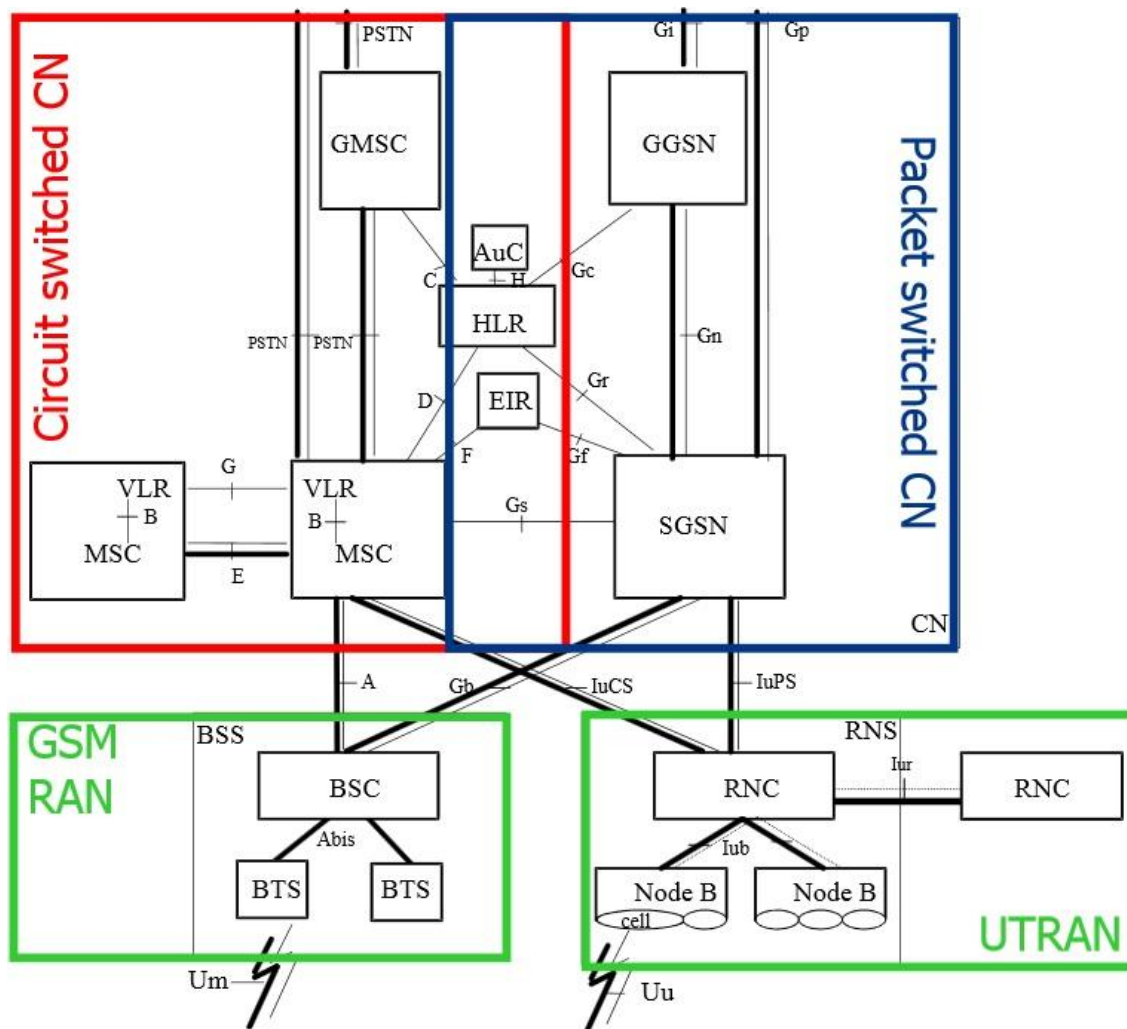 PSTN
Gi
Gp
Circuit switched CN
GMSC
GGSN
Packet switched CN
AuC
C
H
Gc
HLR
PSTN
PSTN
Gn
D
EIR
Gr
F
Gf
G
VLR
VLR
B
B
Gs
MSC
MSC
SGSN
E
CN
A
Gb
IuCS
IuPS
GSM
RAN
BSS
RNS
Iur
BSC
RNC
RNC
Abis
Iub
BTS
BTS
Node B
Node B
cell
UTRAN
Um
Uu